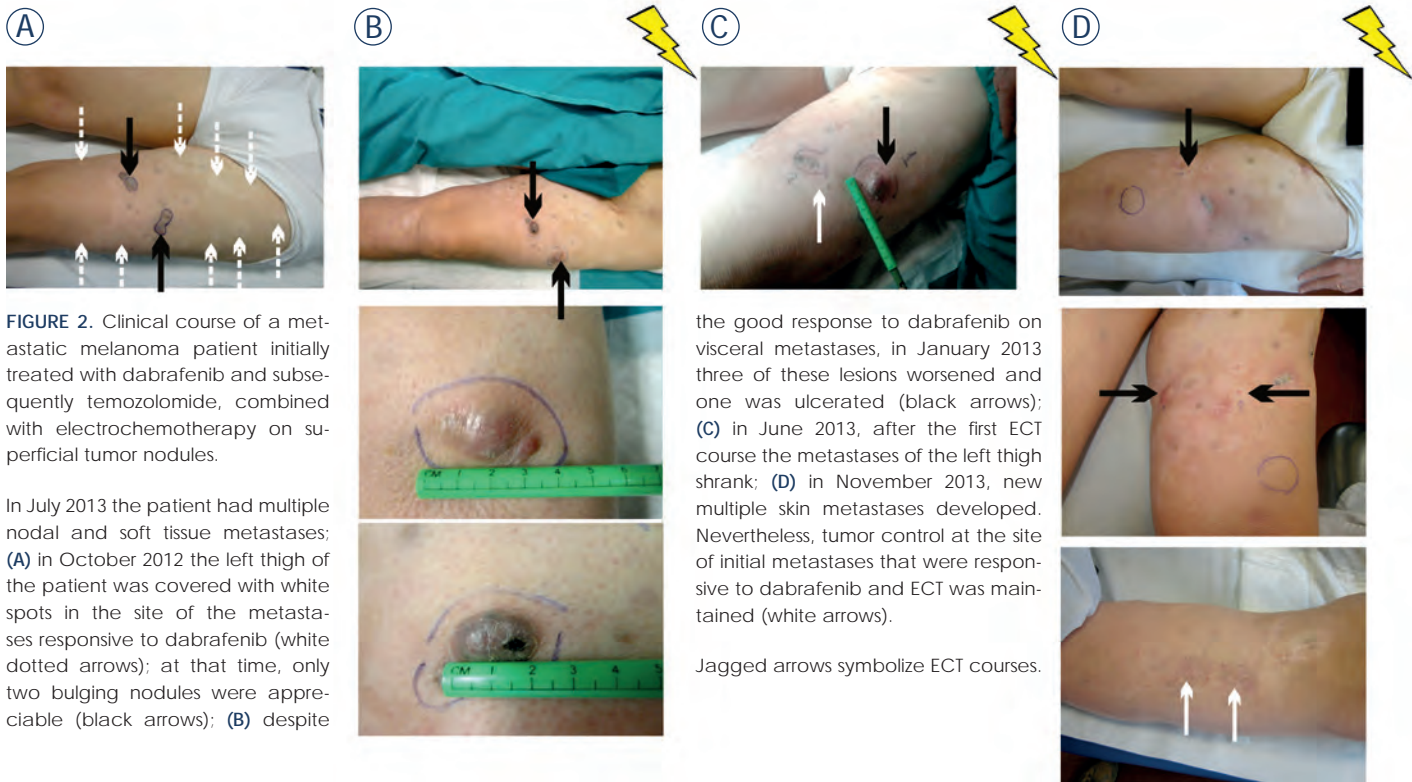 A
B
C
D
FIGURE 2. Clinical course of a met-
astatic melanoma patient initially
treated with dabrafenib and subse-
quently temozolomide, combined
with electrochemotherapy on su-
perficial tumor nodules.
In July 2013 the patient had multiple
nodal and soft tissue metastases;
(A) in October 2012 the left thigh of
the patient was covered with white
spots in the site of the metasta-
ses responsive to dabrafenib (white
dotted arrows); at that time, only
two bulging nodules were appre-
ciable (black arrows); (B) despite
CM 1 2 3 4 5 6 7
CM 1 2 3 4 5
the good response to dabrafenib on
visceral metastases, in January 2013
three of these lesions worsened and
one was ulcerated (black arrows);
(C) in June 2013, after the first ECT
course the metastases of the left thigh
shrank; (D) in November 2013, new
multiple skin metastases developed.
Nevertheless, tumor control at the site
of initial metastases that were respon-
sive to dabrafenib and ECT was main-
tained (white arrows).
Jagged arrows symbolize ECT courses.